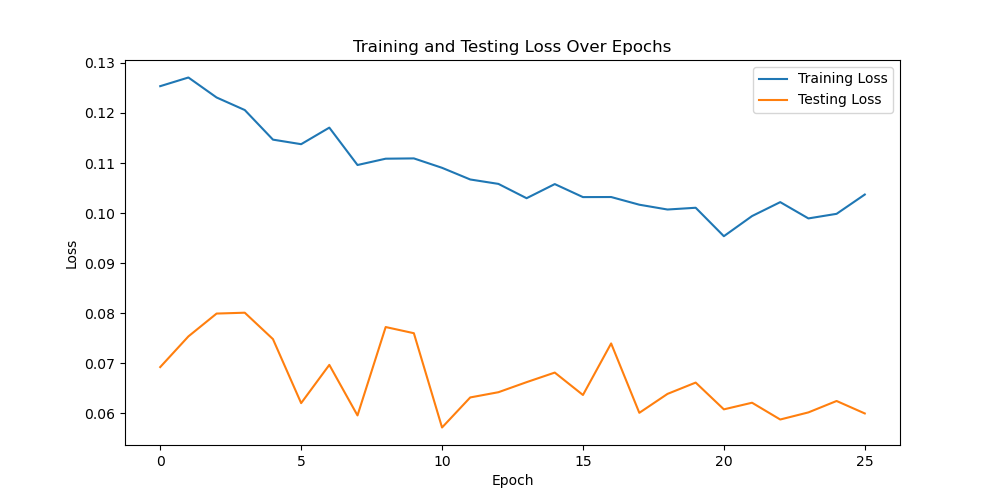 Training and Testing Loss Over Epochs
Training Loss
Testing Loss
0.13
0.12
0.11
0.10
0.09
0.08
0.07
0.06
Loss
0 5 10 15 20 25
Epoch